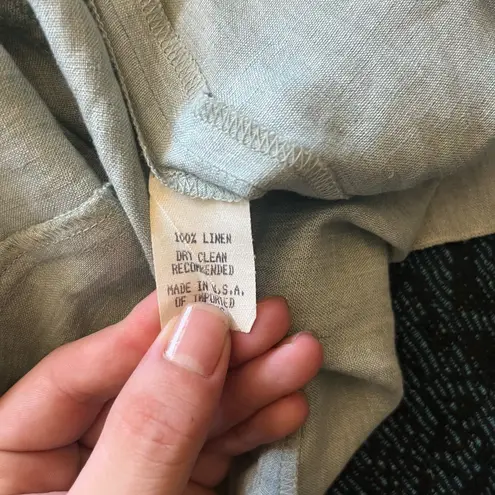 100% LINEN
DRY CLEAN
RECOMMENDED
MADE IN U.S.A.
OF IMPORTED